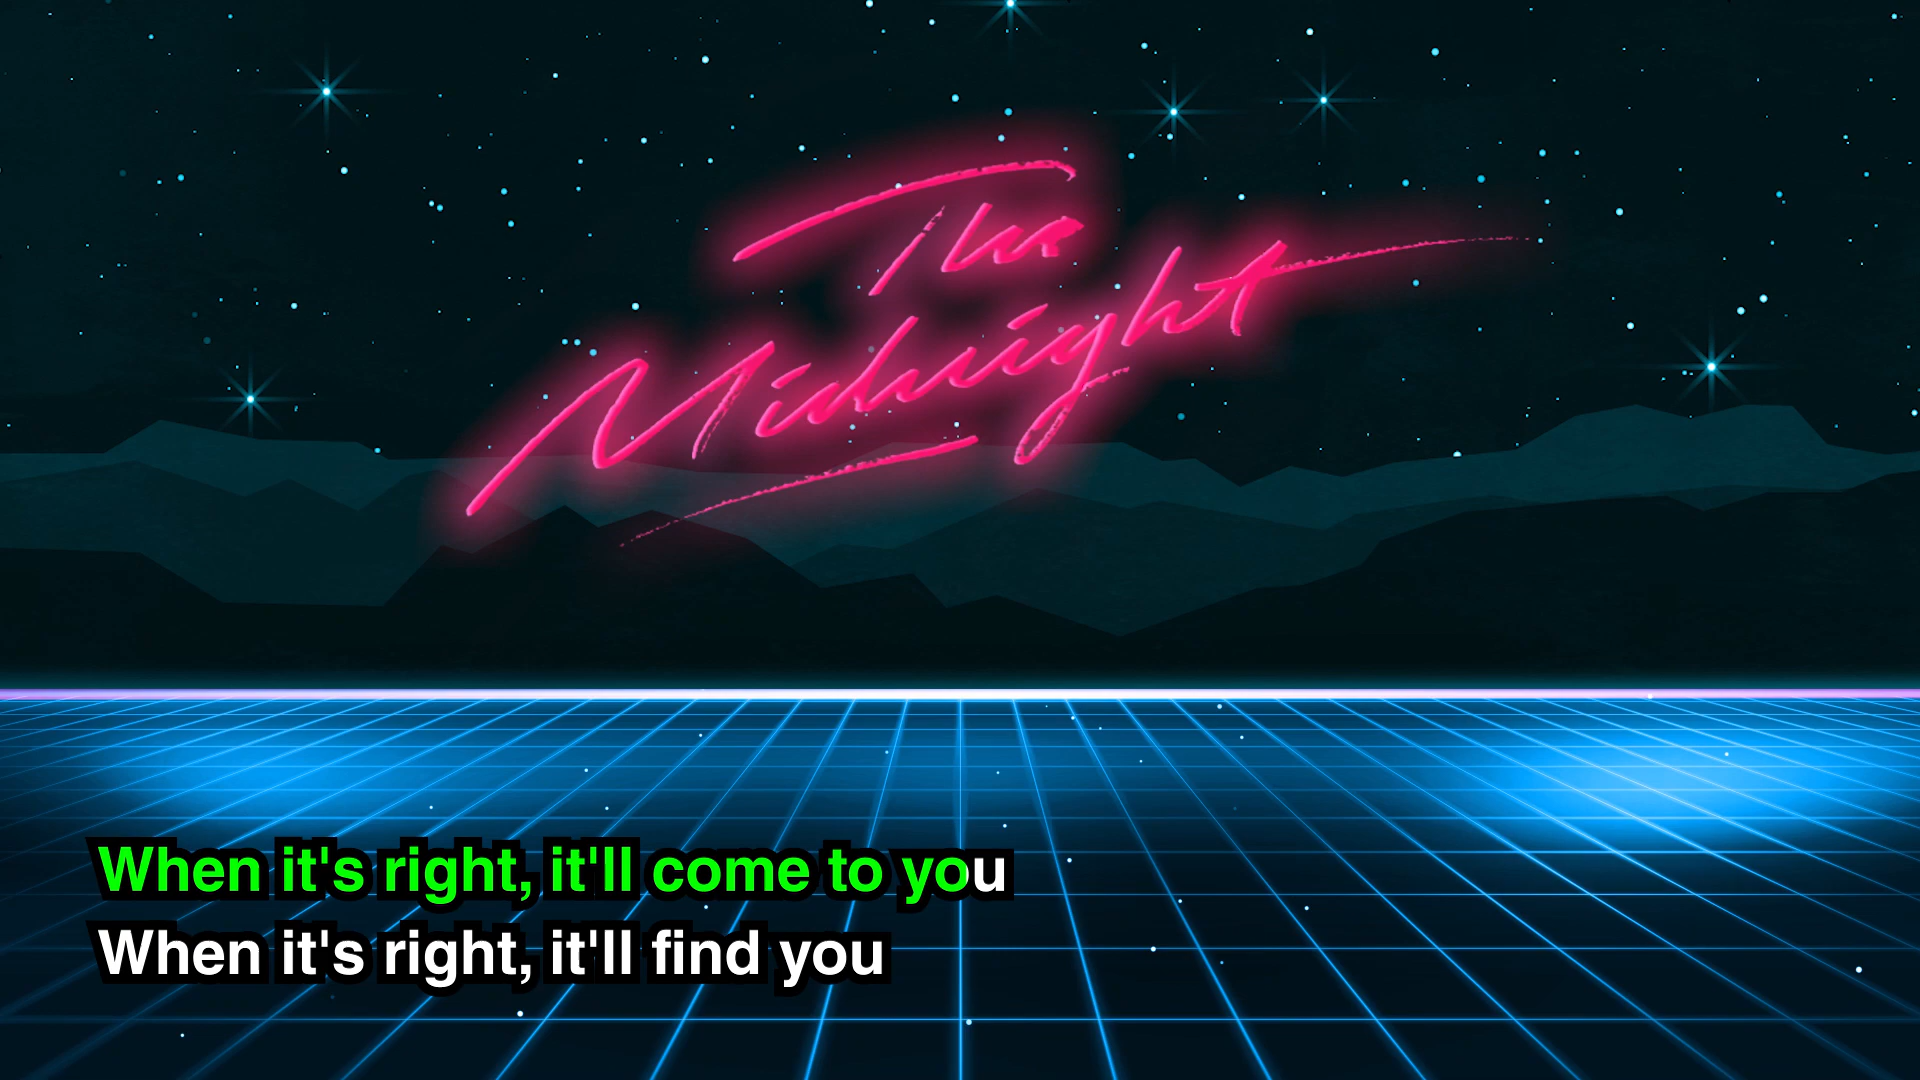 The
Midnight
When it's right, it'll come to you
When it's right, it'll find you